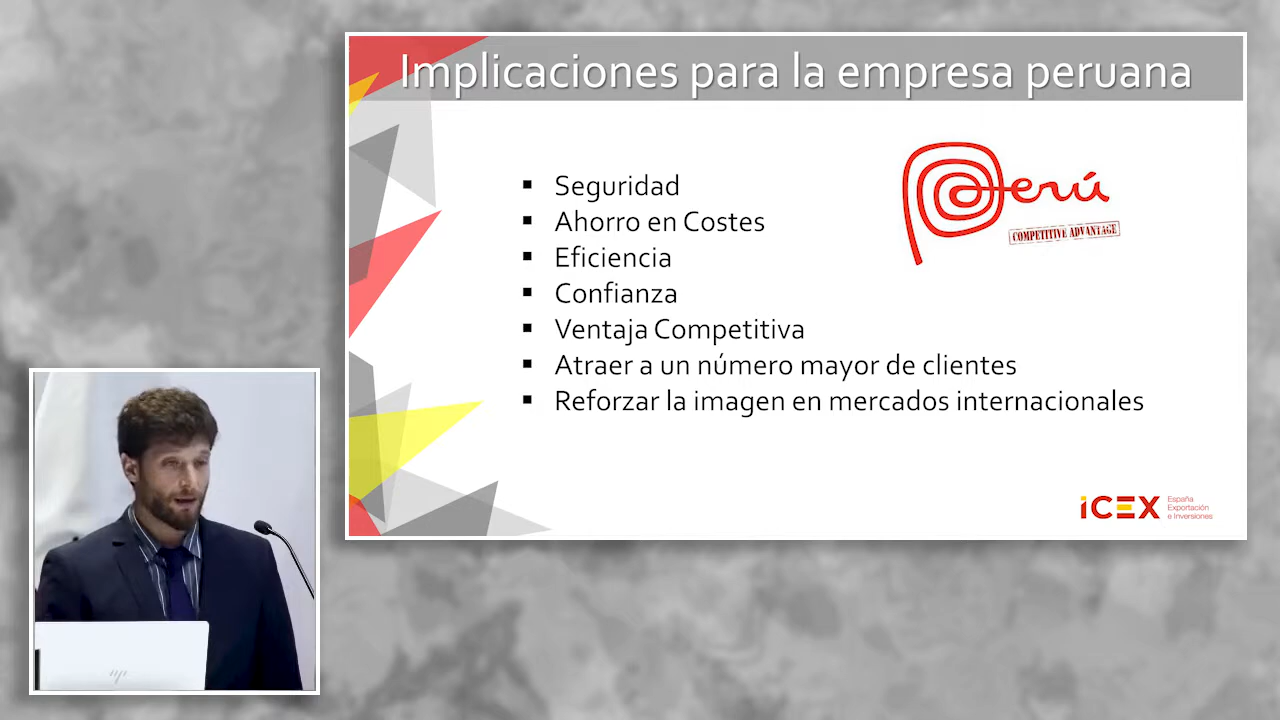 Implicaciones para la empresa peruana
Perú
COMPETITIVE ADVANTAGE
Seguridad
Ahorro en Costes
Eficiencia
Confianza
Ventaja Competitiva
Atraer a un número mayor de clientes
Reforzar la imagen en mercados internacionales
iCEX España
Exportación
e Inversiones
hp